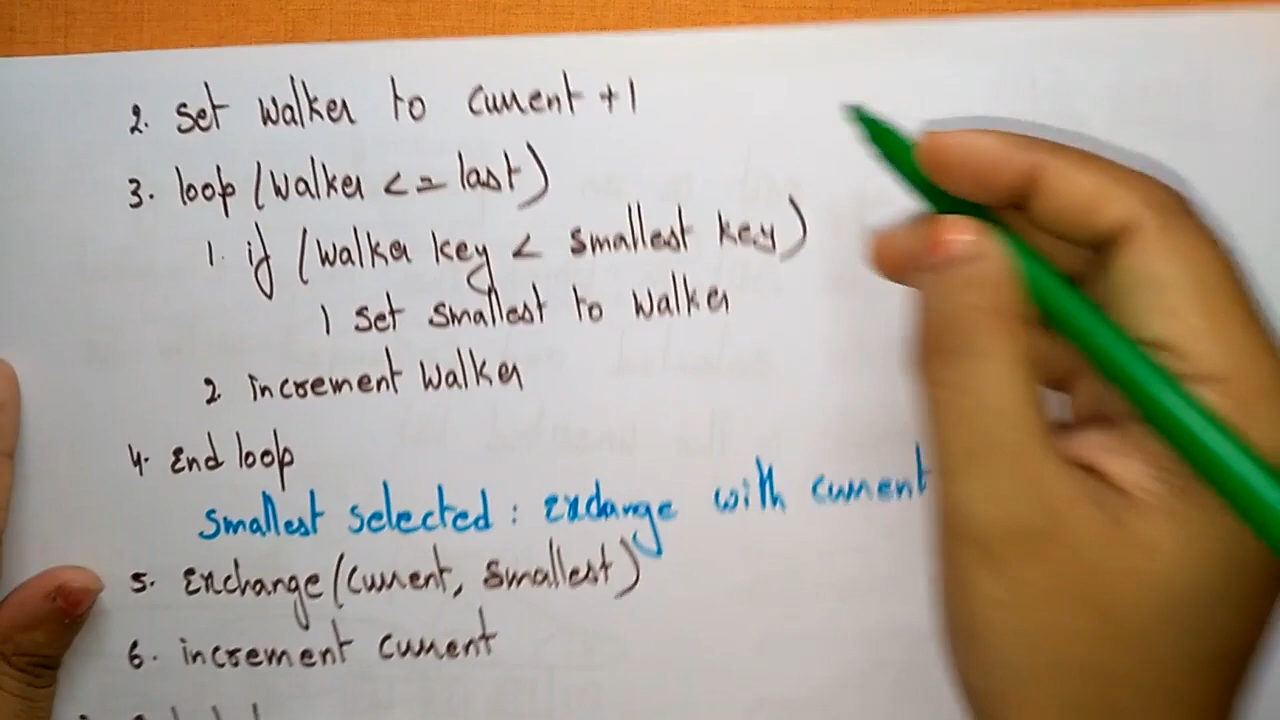 2. set walker to current +1
3. loop (walker <= last)
1. if (walker key < smallest key)
1 set smallest to walker
2 increment walker
4. End loop
smallest selected : exchange with current
5. Exchange (current, smallest)
6. increment current